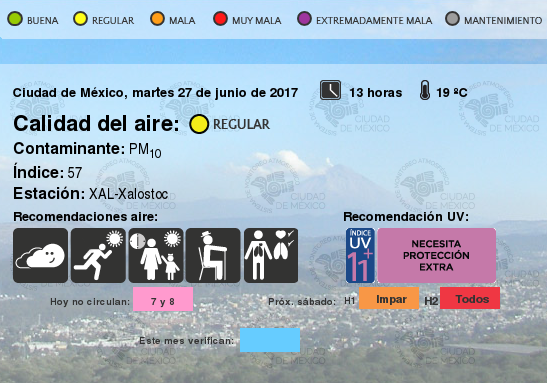 BUENA REGULAR MALA MUY MALA EXTREMADAMENTE MALA MANTENIMIENTO
Ciudad de México, martes 27 de junio de 2017 13 horas 19 ºC
Calidad del aire: REGULAR
Contaminante: PM10
Índice: 57
Estación: XAL-Xalostoc
Recomendaciones aire: Recomendación UV:
ÍNDICE
UV
11+
NECESITA
PROTECCIÓN
EXTRA
Hoy no circulan: 7 y 8 Próx. sábado: H1 Impar H2 Todos
Este mes verifican: